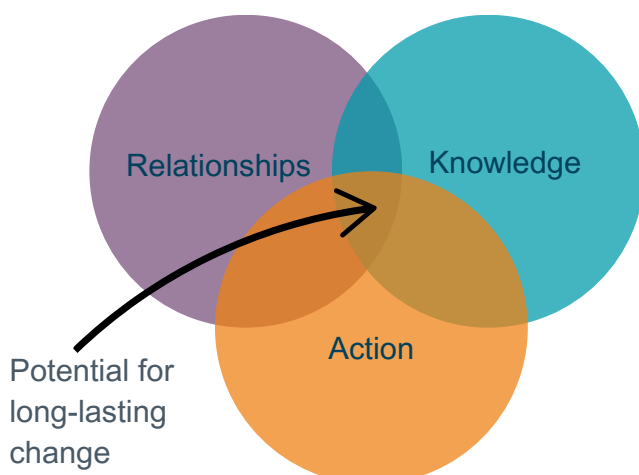 Relationships
Knowledge
Action
Potential for
long-lasting
change